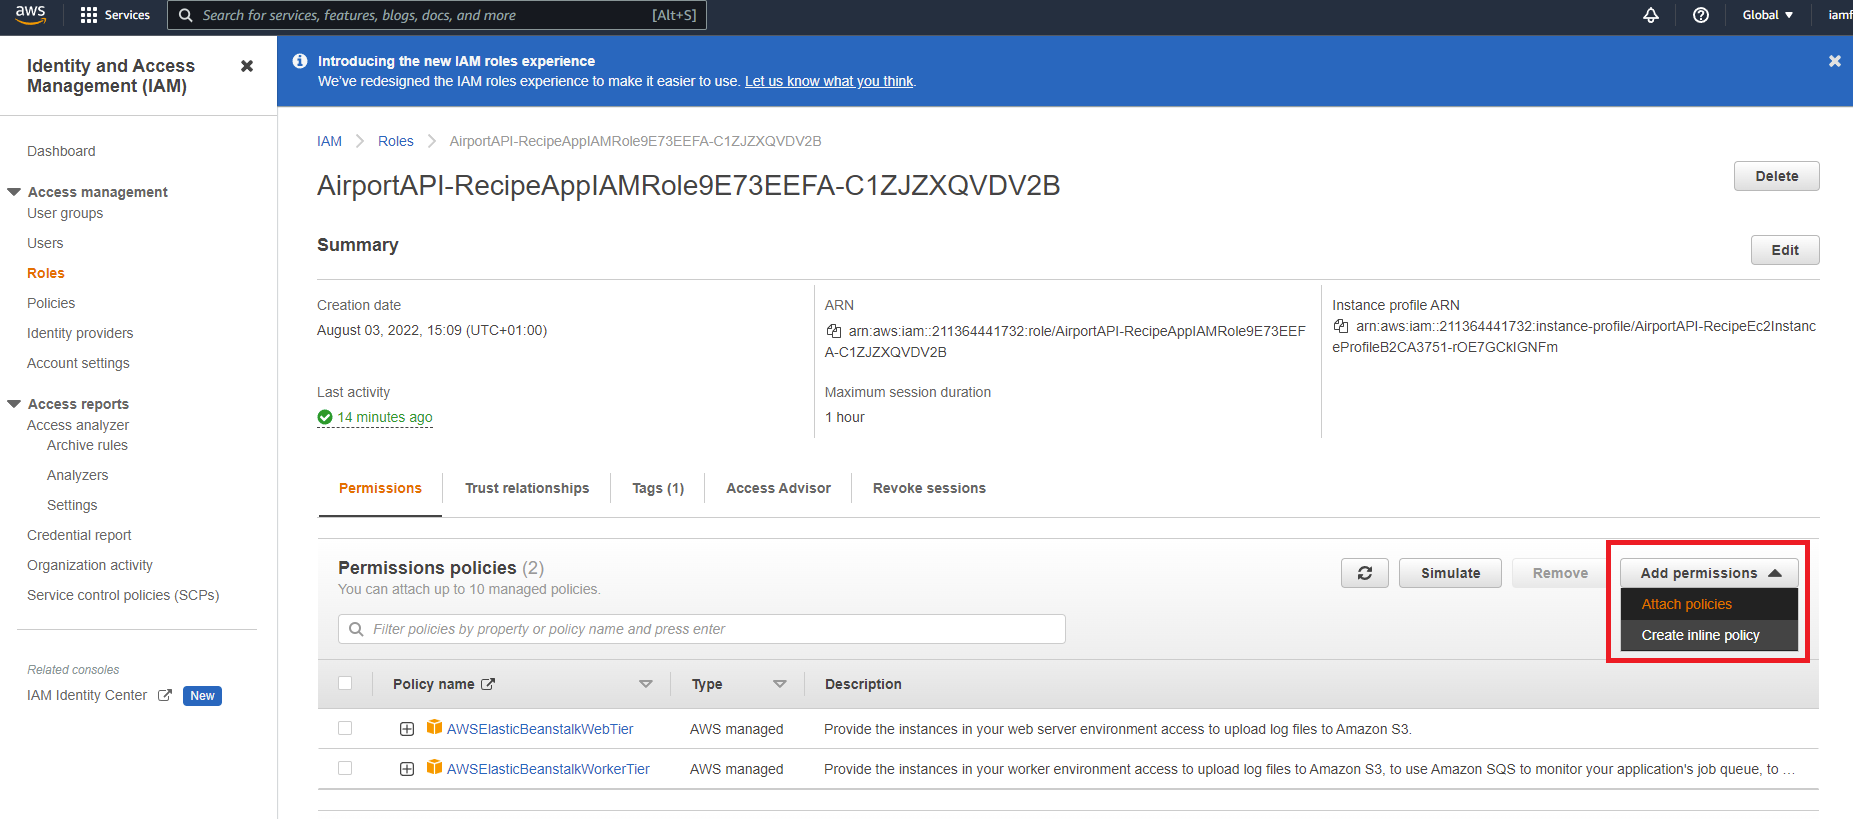 aws
Services
Search for services, features, blogs, docs, and more
[Alt+S]
Global
iamf
Identity and Access
Management (IAM)
Introducing the new IAM roles experience
We've redesigned the IAM roles experience to make it easier to use. Let us know what you think.
Dashboard
Access management
User groups
Users
Roles
Policies
Identity providers
Account settings
Access reports
Access analyzer
Archive rules
Analyzers
Settings
Credential report
Organization activity
Service control policies (SCPs)
Related consoles
IAM Identity Center
New
IAM
Roles
AirportAPI-RecipeAppIAMRole9E73EEFA-C1ZJZXQVDV2B
AirportAPI-RecipeAppIAMRole9E73EEFA-C1ZJZXQVDV2B
Delete
Summary
Edit
Creation date
August 03, 2022, 15:09 (UTC+01:00)
ARN
arn:aws:iam::211364441732:role/AirportAPI-RecipeAppIAMRole9E73EEF
A-C1ZJZXQVDV2B
Instance profile ARN
arn:aws:iam::211364441732:instance-profile/AirportAPI-RecipeEc2Instanc
eProfileB2CA3751-rOE7GCkIGNFm
Last activity
14 minutes ago
Maximum session duration
1 hour
Permissions
Trust relationships
Tags (1)
Access Advisor
Revoke sessions
Permissions policies (2)
You can attach up to 10 managed policies.
Simulate
Remove
Add permissions
Attach policies
Create inline policy
Filter policies by property or policy name and press enter
Policy name
Type
Description
AWSElasticBeanstalkWebTier
AWS managed
Provide the instances in your web server environment access to upload log files to Amazon S3.
AWSElasticBeanstalkWorkerTier
AWS managed
Provide the instances in your worker environment access to upload log files to Amazon S3, to use Amazon SQS to monitor your application's job queue, to ...